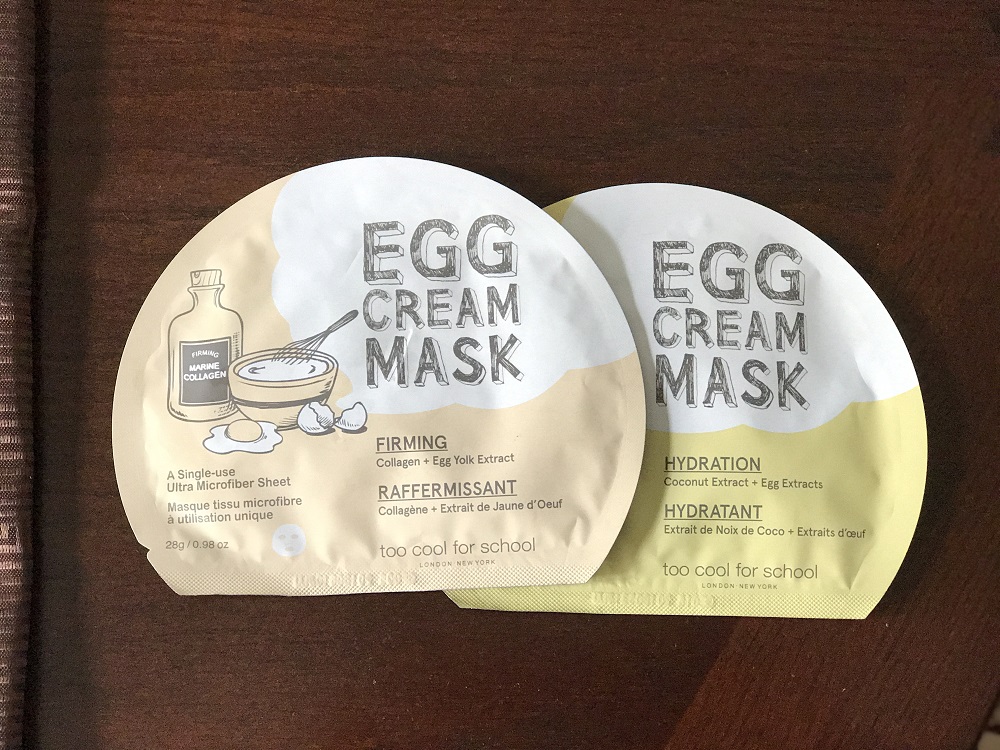 EGG
CREAM
MASK
FIRMING
MARINE
COLLAGEN
FIRMING
Collagen + Egg Yolk Extract
RAFFERMISSANT
Collagène + Extrait de Jaune d'Oeuf
A Single-use
Ultra Microfiber Sheet
Masque tissu microfibre
à utilisation unique
28g / 0.98 oz
too cool for school
LONDON·NEW YORK
EGG
CREAM
MASK
HYDRATION
Coconut Extract + Egg Extracts
HYDRATANT
Extrait de Noix de Coco + Extraits d'œuf
too cool for school
LONDON·NEW YORK